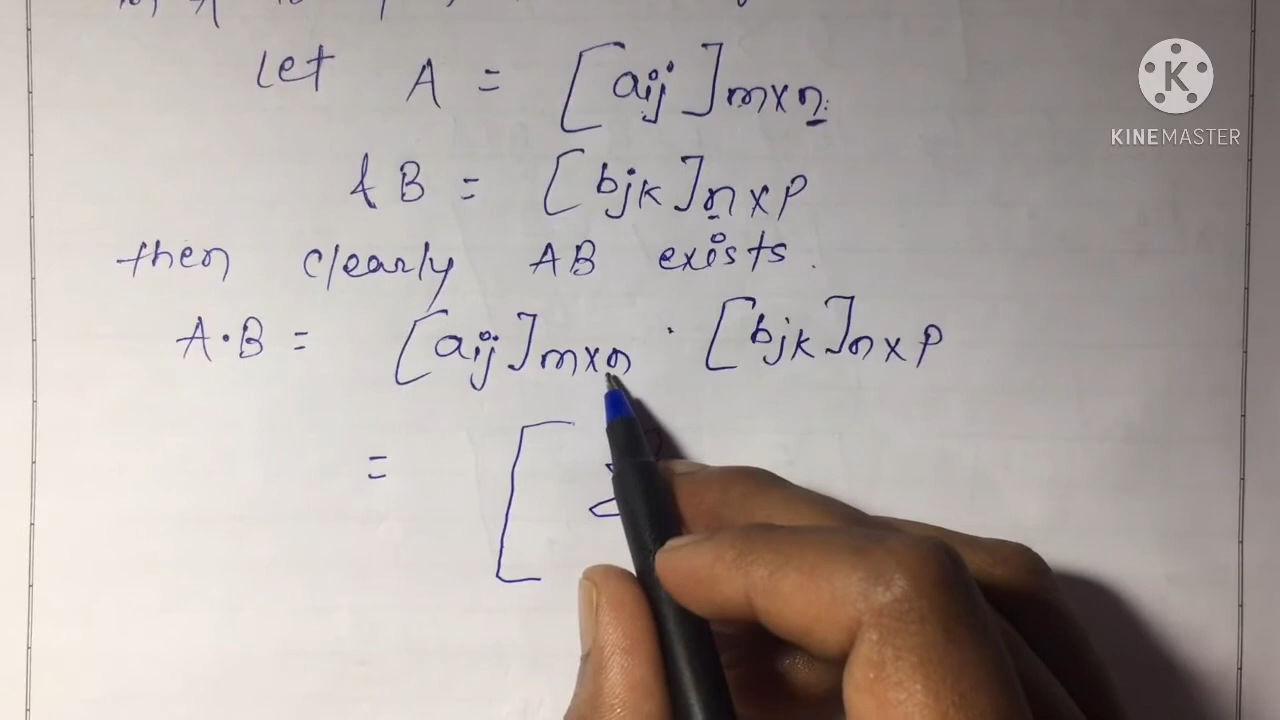 Let A = [aij]m×n
& B = [bjk]n×p
then clearly AB exists.
A·B = [aij]m×n · [bjk]n×p
= [ Σ
K
KINEMASTER